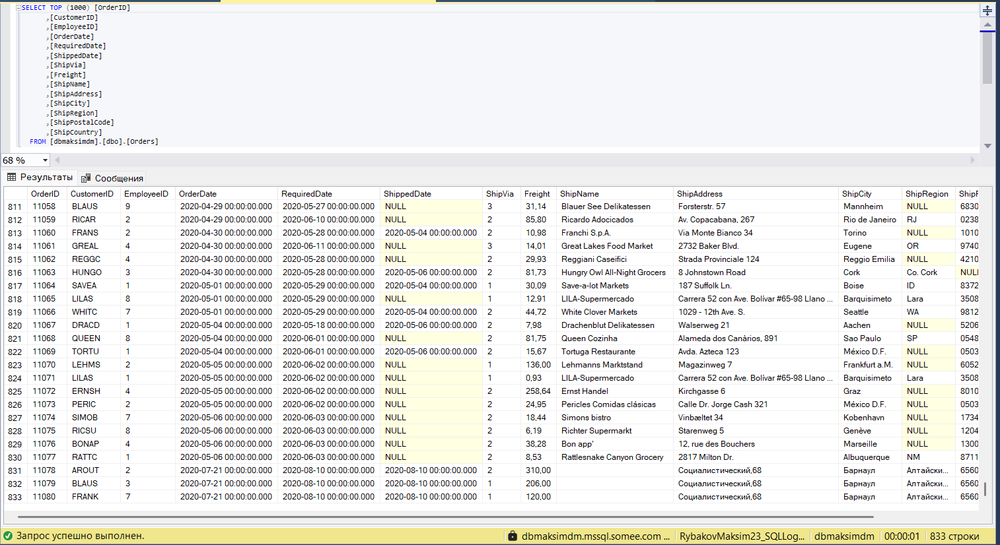 SELECT TOP (1000) [OrderID]
,[CustomerID]
,[EmployeeID]
,[OrderDate]
,[RequiredDate]
,[ShippedDate]
,[ShipVia]
,[Freight]
,[ShipName]
,[ShipAddress]
,[ShipCity]
,[ShipRegion]
,[ShipPostalCode]
,[ShipCountry]
FROM [dbmaksimdm].[dbo].[Orders]
68 %
Результаты Сообщения
OrderID CustomerID EmployeeID OrderDate RequiredDate ShippedDate ShipVia Freight ShipName ShipAddress ShipCity ShipRegion ShipF
811 11058 BLAUS 9 2020-04-29 00:00:00.000 2020-05-27 00:00:00.000 NULL 3 31,14 Blauer See Delikatessen Forsterstr. 57 Mannheim NULL 6830
812 11059 RICAR 2 2020-04-29 00:00:00.000 2020-06-10 00:00:00.000 NULL 2 85,80 Ricardo Adocicados Av. Copacabana, 267 Rio de Janeiro RJ 0238
813 11060 FRANS 2 2020-04-30 00:00:00.000 2020-05-28 00:00:00.000 2020-05-04 00:00:00.000 2 10,98 Franchi S.p.A. Via Monte Bianco 34 Torino NULL 1010
814 11061 GREAL 4 2020-04-30 00:00:00.000 2020-06-11 00:00:00.000 NULL 3 14,01 Great Lakes Food Market 2732 Baker Blvd. Eugene OR 9740
815 11062 REGGC 4 2020-04-30 00:00:00.000 2020-05-28 00:00:00.000 NULL 2 29,93 Reggiani Caseifici Strada Provinciale 124 Reggio Emilia NULL 4210
816 11063 HUNGO 3 2020-04-30 00:00:00.000 2020-05-28 00:00:00.000 2020-05-06 00:00:00.000 2 81,73 Hungry Owl All-Night Grocers 8 Johnstown Road Cork Co. Cork NULL
817 11064 SAVEA 1 2020-05-01 00:00:00.000 2020-05-29 00:00:00.000 2020-05-04 00:00:00.000 1 30,09 Save-a-lot Markets 187 Suffolk Ln. Boise ID 8372
818 11065 LILAS 8 2020-05-01 00:00:00.000 2020-05-29 00:00:00.000 NULL 1 12,91 LILA-Supermercado Carrera 52 con Ave. Bolívar #65-98 Llano ... Barquisimeto Lara 3508
819 11066 WHITC 7 2020-05-01 00:00:00.000 2020-05-29 00:00:00.000 2020-05-04 00:00:00.000 2 44,72 White Clover Markets 1029 - 12th Ave. S. Seattle WA 9812
820 11067 DRACD 1 2020-05-04 00:00:00.000 2020-05-18 00:00:00.000 2020-05-06 00:00:00.000 2 7,98 Drachenblut Delikatessen Walserweg 21 Aachen NULL 5206
821 11068 QUEEN 8 2020-05-04 00:00:00.000 2020-06-01 00:00:00.000 NULL 2 81,75 Queen Cozinha Alameda dos Canàrios, 891 Sao Paulo SP 0548
822 11069 TORTU 1 2020-05-04 00:00:00.000 2020-06-01 00:00:00.000 2020-05-06 00:00:00.000 2 15,67 Tortuga Restaurante Avda. Azteca 123 México D.F. NULL 0503
823 11070 LEHMS 2 2020-05-05 00:00:00.000 2020-06-02 00:00:00.000 NULL 1 136,00 Lehmanns Marktstand Magazinweg 7 Frankfurt a.M. NULL 6052
824 11071 LILAS 1 2020-05-05 00:00:00.000 2020-06-02 00:00:00.000 NULL 1 0,93 LILA-Supermercado Carrera 52 con Ave. Bolívar #65-98 Llano ... Barquisimeto Lara 3508
825 11072 ERNSH 4 2020-05-05 00:00:00.000 2020-06-02 00:00:00.000 NULL 2 258,64 Ernst Handel Kirchgasse 6 Graz NULL 8010
826 11073 PERIC 2 2020-05-05 00:00:00.000 2020-06-02 00:00:00.000 NULL 2 24,95 Pericles Comidas clásicas Calle Dr. Jorge Cash 321 México D.F. NULL 0503
827 11074 SIMOB 7 2020-05-06 00:00:00.000 2020-06-03 00:00:00.000 NULL 2 18,44 Simons bistro Vinbæltet 34 Kobenhavn NULL 1734
828 11075 RICSU 8 2020-05-06 00:00:00.000 2020-06-03 00:00:00.000 NULL 2 6,19 Richter Supermarkt Starenweg 5 Genève NULL 1204
829 11076 BONAP 4 2020-05-06 00:00:00.000 2020-06-03 00:00:00.000 NULL 2 38,28 Bon app' 12, rue des Bouchers Marseille NULL 1300
830 11077 RATTC 1 2020-05-06 00:00:00.000 2020-06-03 00:00:00.000 NULL 2 8,53 Rattlesnake Canyon Grocery 2817 Milton Dr. Albuquerque NM 8711
831 11078 AROUT 2 2020-07-21 00:00:00.000 2020-08-10 00:00:00.000 2020-08-10 00:00:00.000 2 310,00 Социалистический,68 Барнаул Алтайски... 6560
832 11079 BLAUS 3 2020-07-21 00:00:00.000 2020-08-10 00:00:00.000 2020-08-10 00:00:00.000 1 206,00 Социалистический,68 Барнаул Алтайски... 6560
833 11080 FRANK 7 2020-07-21 00:00:00.000 2020-08-10 00:00:00.000 2020-08-10 00:00:00.000 1 120,00 Социалистический,68 Барнаул Алтайски... 6560
Запрос успешно выполнен. dbmaksimdm.mssql.somee.com ... RybakovMaksim23_SQLLog... dbmaksimdm 00:00:01 833 строки